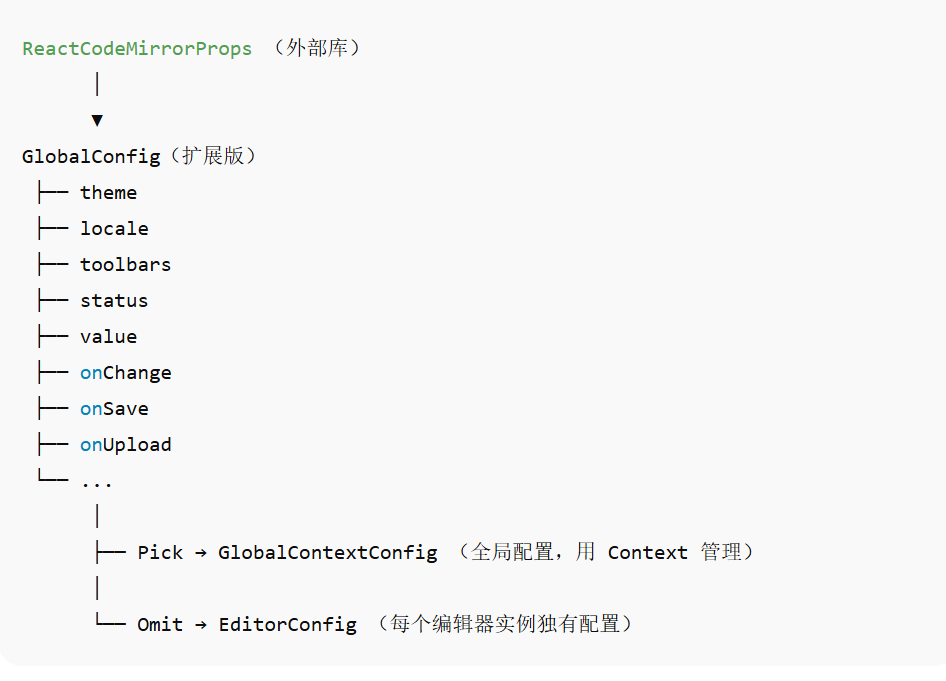 ReactCodeMirrorProps （外部库）
│
▼
GlobalConfig（扩展版）
├── theme
├── locale
├── toolbars
├── status
├── value
├── onChange
├── onSave
├── onUpload
└── ...
│
├── Pick → GlobalContextConfig （全局配置，用 Context 管理）
│
└── Omit → EditorConfig （每个编辑器实例独有配置）